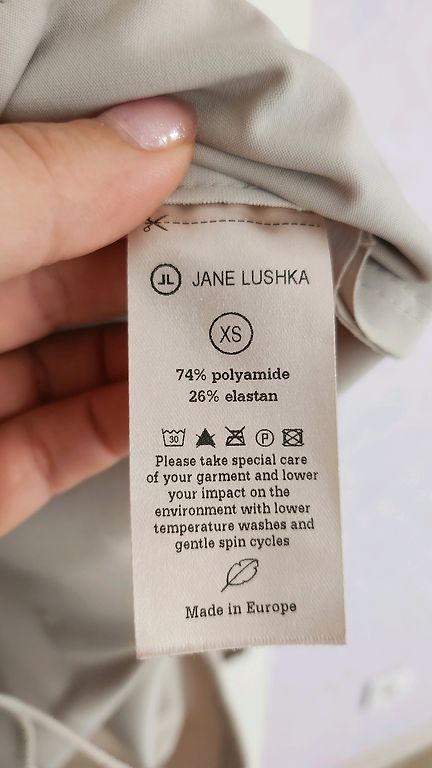 JL JANE LUSHKA
XS
74% polyamide
26% elastan
30 P
Please take special care
of your garment and lower
your impact on the
environment with lower
temperature washes and
gentle spin cycles
Made in Europe